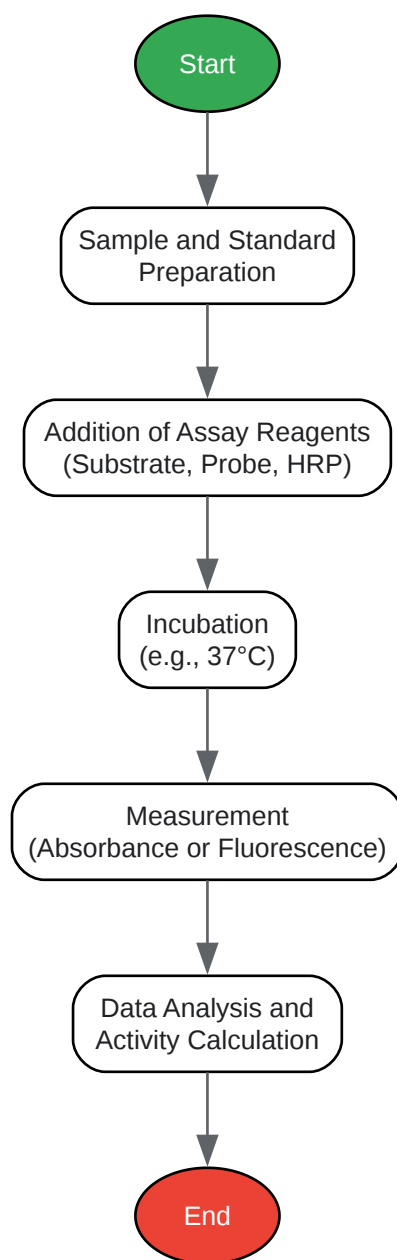 Start
Sample and Standard
Preparation
Addition of Assay Reagents
(Substrate, Probe, HRP)
Incubation
(e.g., 37°C)
Measurement
(Absorbance or Fluorescence)
Data Analysis and
Activity Calculation
End